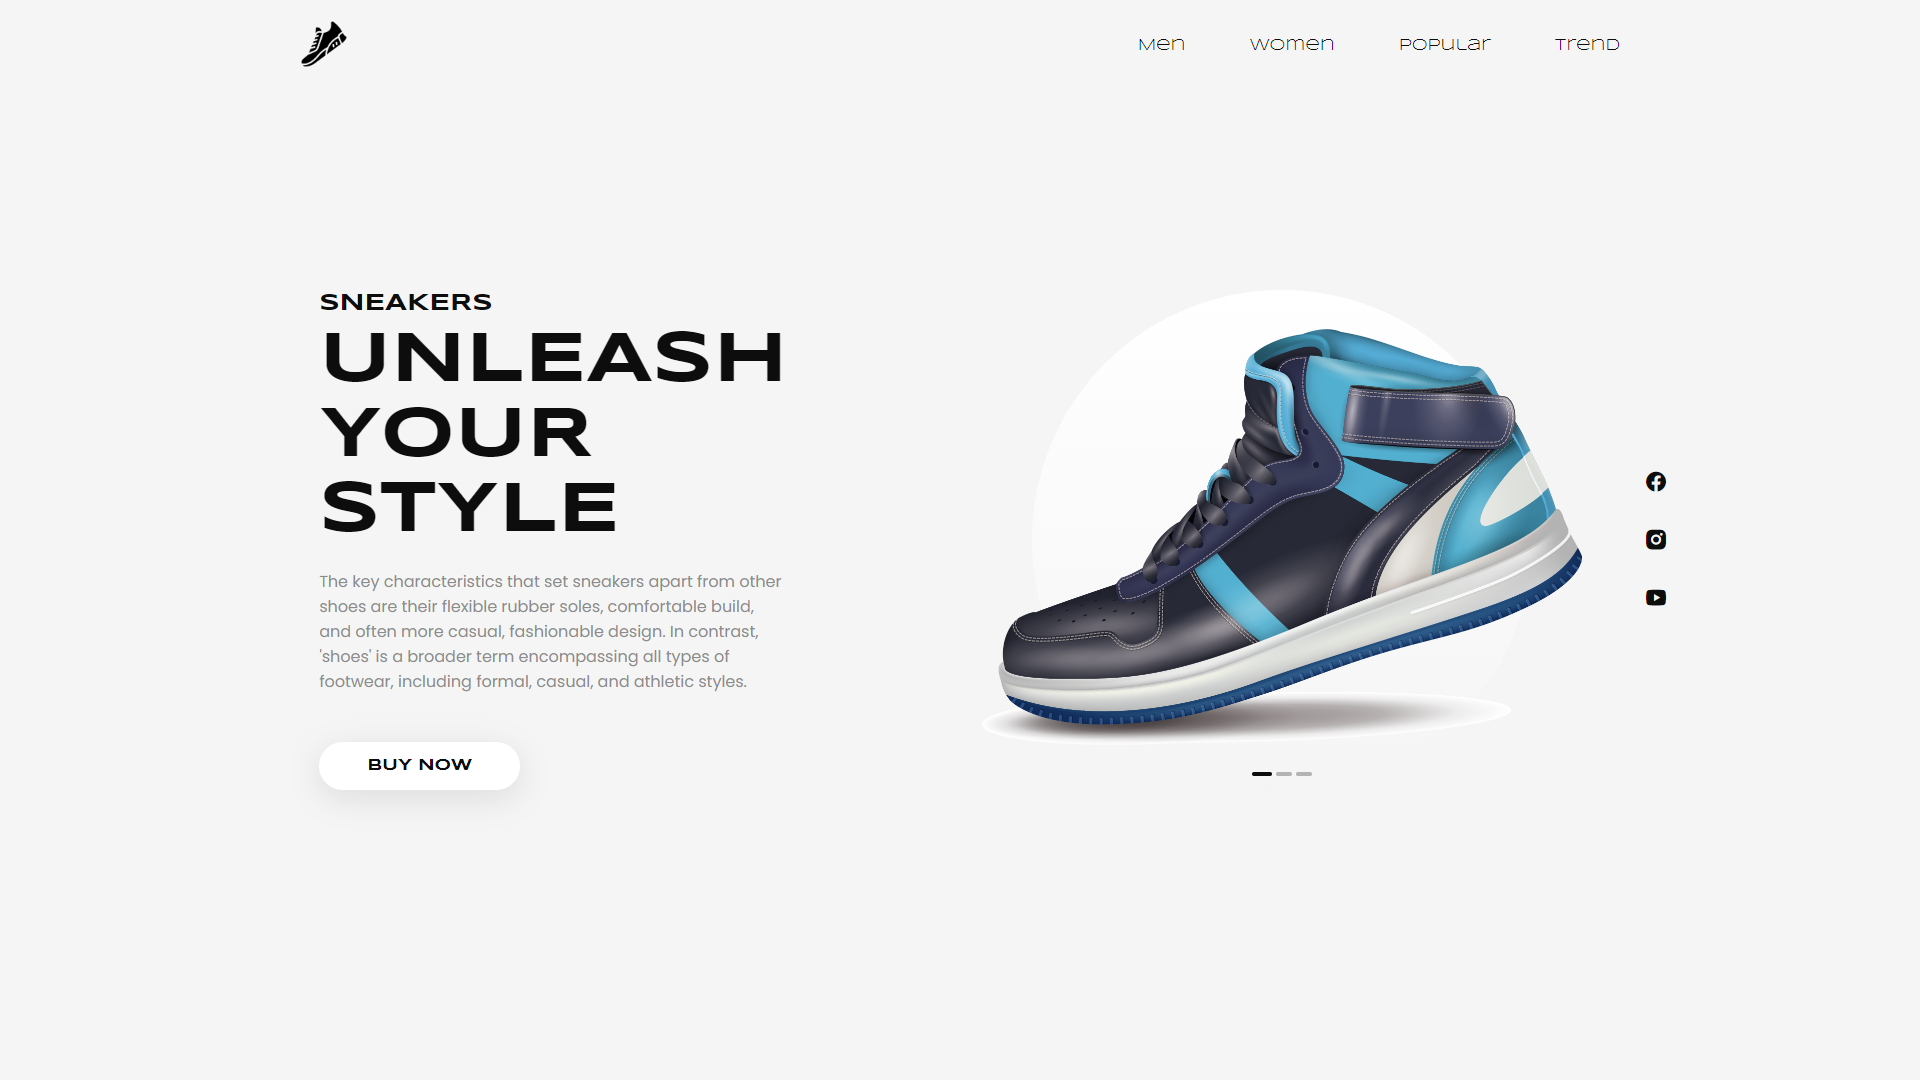 Men Women Popular Trend
SNEAKERS
UNLEASH
YOUR
STYLE
The key characteristics that set sneakers apart from other
shoes are their flexible rubber soles, comfortable build,
and often more casual, fashionable design. In contrast,
'shoes' is a broader term encompassing all types of
footwear, including formal, casual, and athletic styles.
BUY NOW